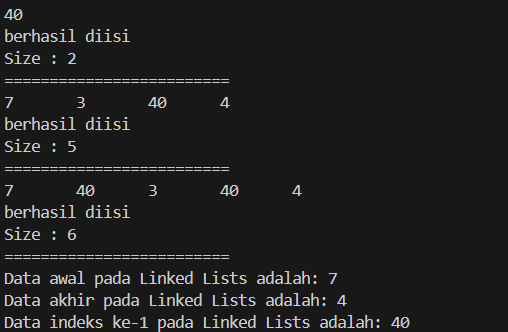 40
berhasil diisi
Size : 2
=========================
7 3 40 4
berhasil diisi
Size : 5
=========================
7 40 3 40 4
berhasil diisi
Size : 6
=========================
Data awal pada Linked Lists adalah: 7
Data akhir pada Linked Lists adalah: 4
Data indeks ke-1 pada Linked Lists adalah: 40